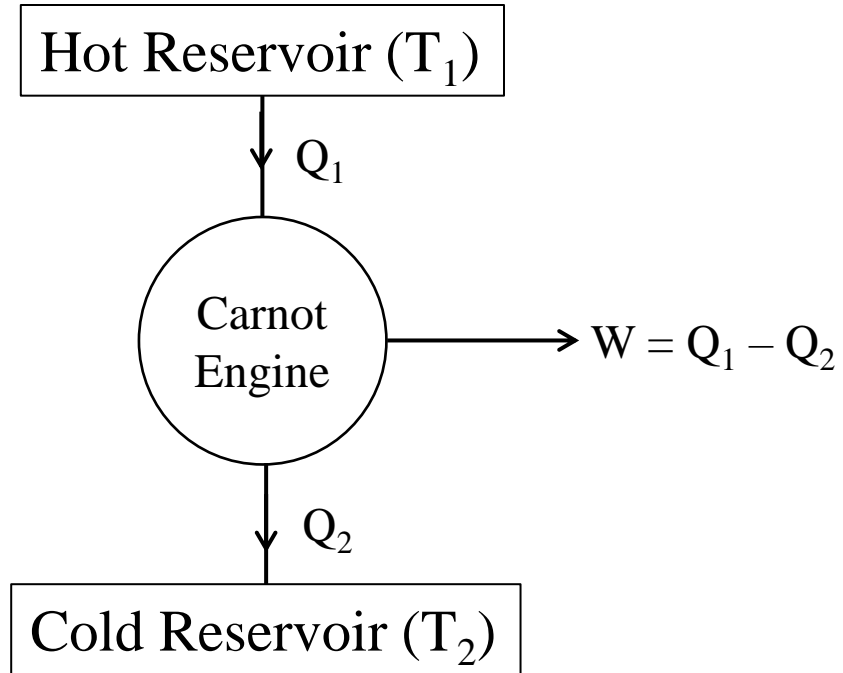 Hot Reservoir (T₁)
Q₁
Carnot
Engine
W = Q₁ – Q₂
Q₂
Cold Reservoir (T₂)